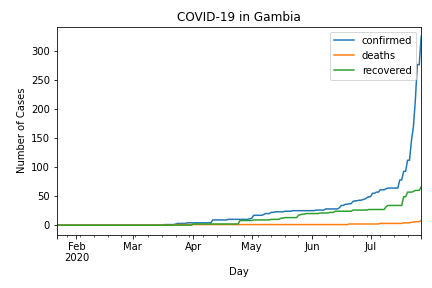 COVID-19 in Gambia
confirmed
deaths
recovered
Number of Cases
300
250
200
150
100
50
0
Feb Mar Apr May Jun Jul
2020
Day